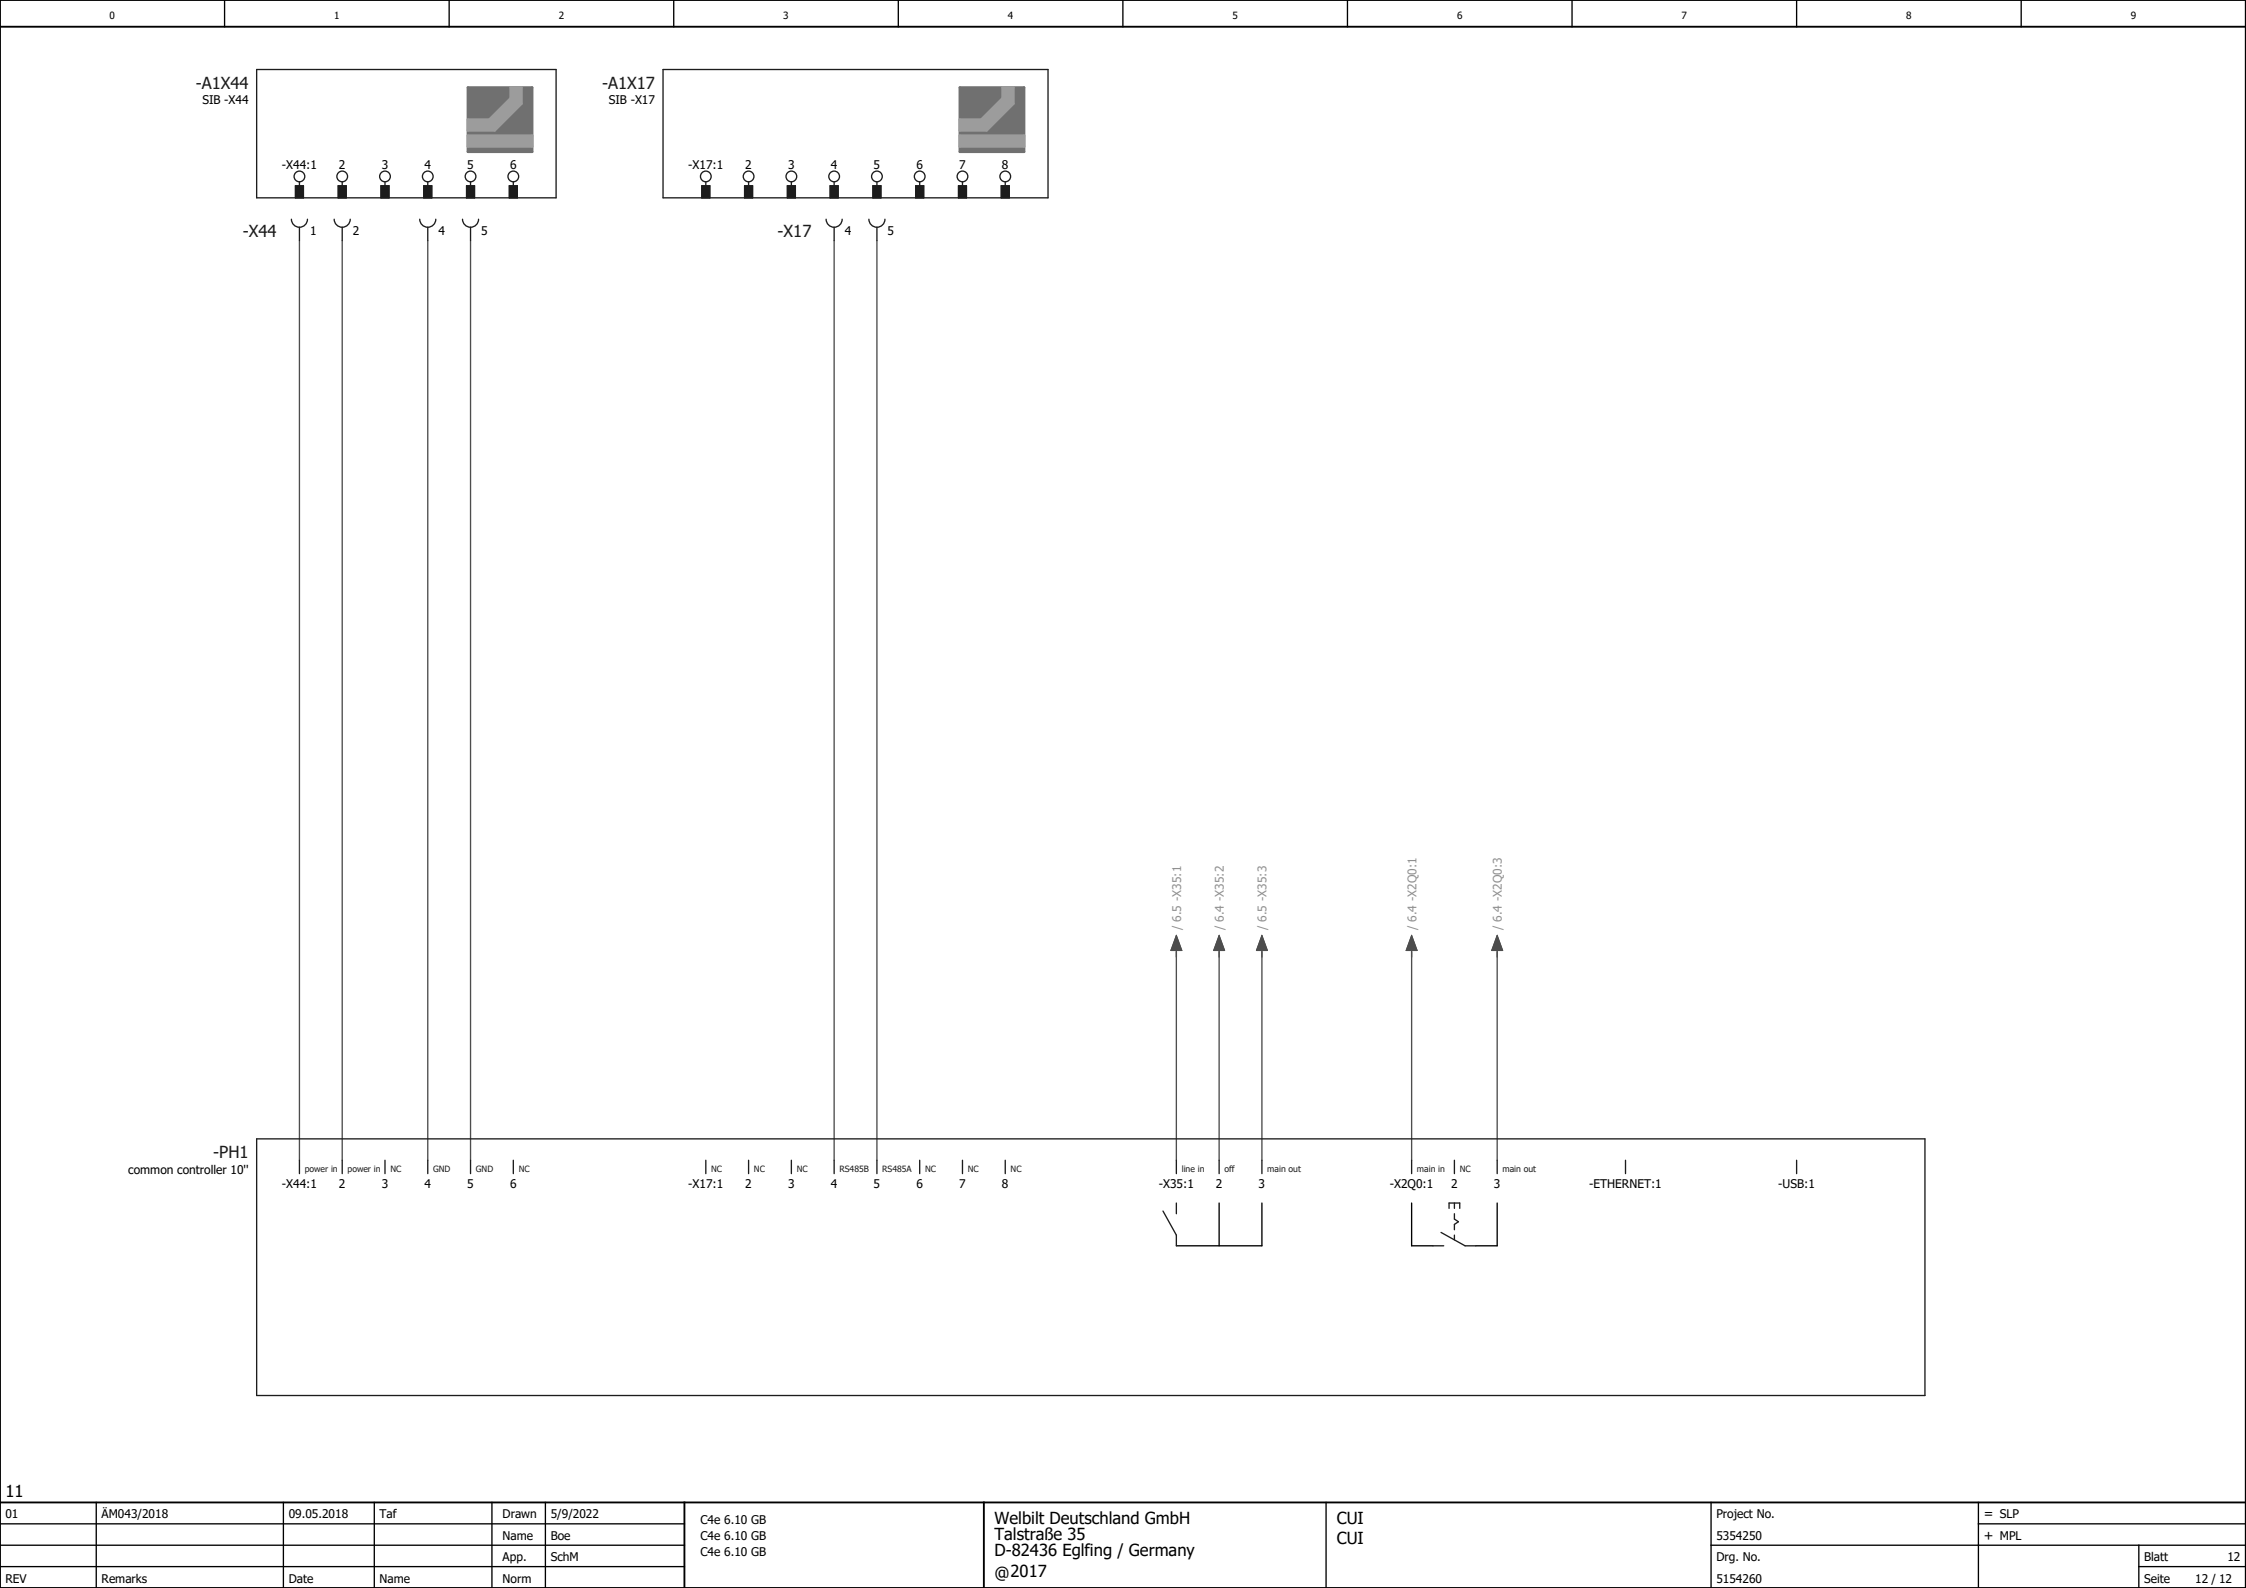 0 1 2 3 4 5 6 7 8 9
-A1X44
SIB -X44
-A1X17
SIB -X17
-X44:1 2 3 4 5 6
-X17:1 2 3 4 5 6 7 8
-X44 1 2 4 5
-X17 4 5
/ 6.5 -X35:1
/ 6.4 -X35:2
/ 6.5 -X35:3
/ 6.4 -X2Q0:1
/ 6.4 -X2Q0:3
-PH1
common controller 10"
power in power in NC GND GND NC
-X44:1 2 3 4 5 6
NC NC NC RS485B RS485A NC NC NC
-X17:1 2 3 4 5 6 7 8
line in off main out
-X35:1 2 3
main in NC main out
-X2Q0:1 2 3
-ETHERNET:1
-USB:1
11
01 ÄM043/2018 09.05.2018 Taf
REV Remarks Date Name
Drawn 5/9/2022
Name Boe
App. SchM
Norm
C4e 6.10 GB
C4e 6.10 GB
C4e 6.10 GB
Welbilt Deutschland GmbH
Talstraße 35
D-82436 Eglfing / Germany
@2017
CUI
CUI
Project No.
5354250
Drg. No.
5154260
= SLP
+ MPL
Blatt 12
Seite 12 / 12